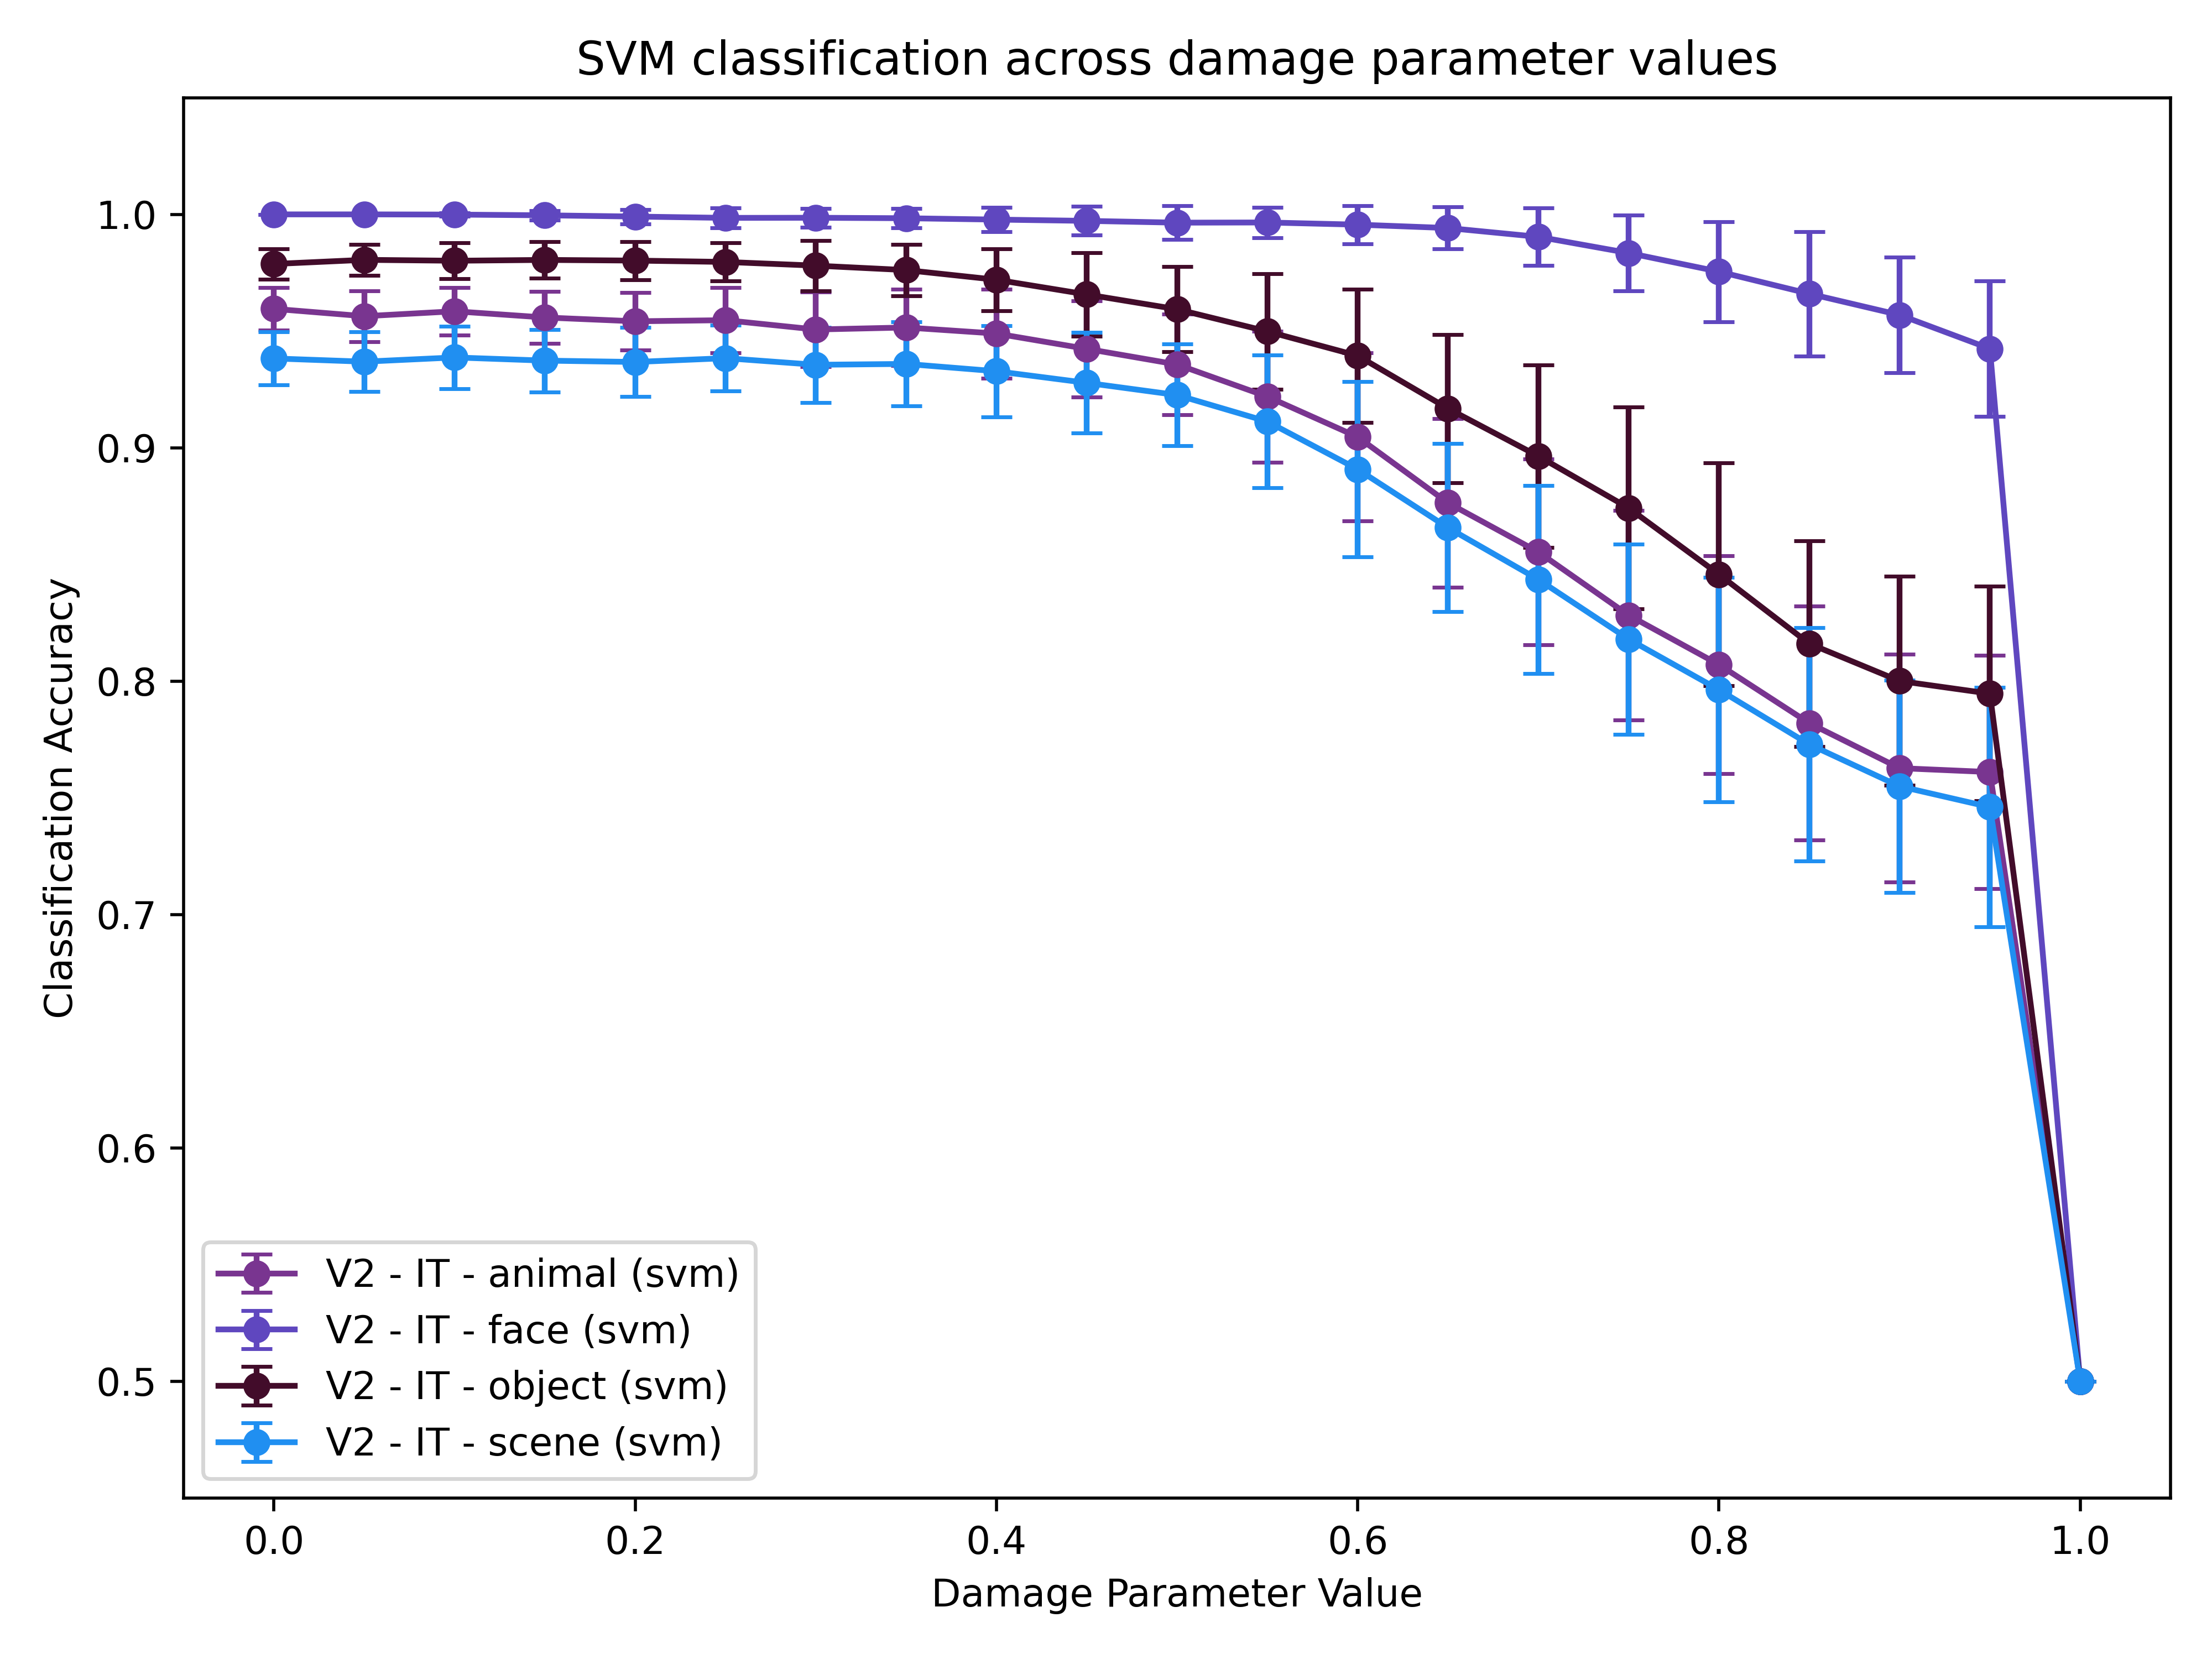 SVM classification across damage parameter values
Classification Accuracy
1.0
0.9
0.8
0.7
0.6
0.5
V2 - IT - animal (svm)
V2 - IT - face (svm)
V2 - IT - object (svm)
V2 - IT - scene (svm)
0.0 0.2 0.4 0.6 0.8 1.0
Damage Parameter Value